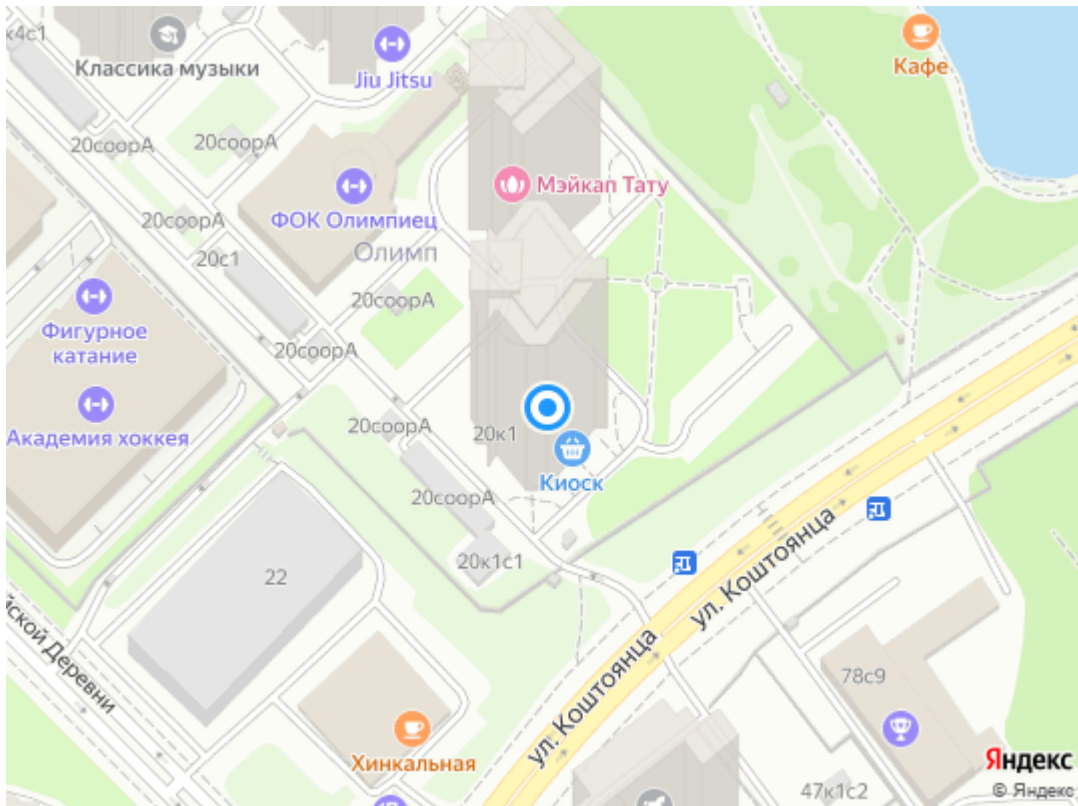 к4с1
Классика музыки
Jiu Jitsu
Кафе
20соорА
20соорА
Мэйкап Тату
20соорА
ФОК Олимпиец
Олимп
20с1
20соорА
Фигурное
катание
20соорА
Академия хоккея
20соорА
20к1
Киоск
20соорА
20к1с1
ул. Коштоянца
22
йской Деревни
ул. Коштоянца
78с9
Хинкальная
Яндекс
47к1с2
© Яндекс